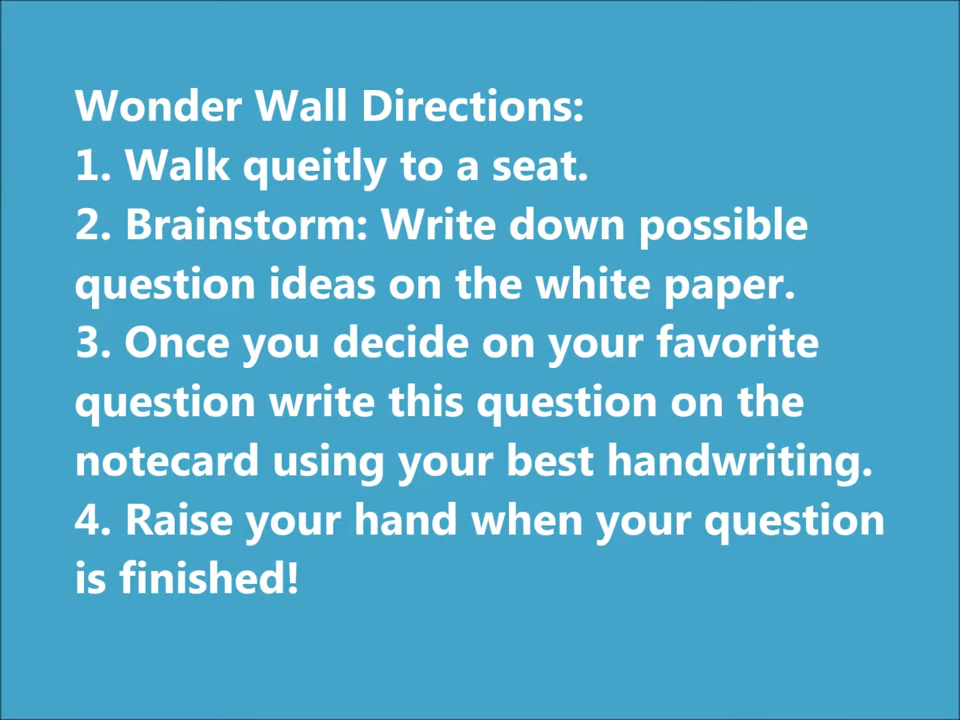 Wonder Wall Directions:
1. Walk queitly to a seat.
2. Brainstorm: Write down possible
question ideas on the white paper.
3. Once you decide on your favorite
question write this question on the
notecard using your best handwriting.
4. Raise your hand when your question
is finished!